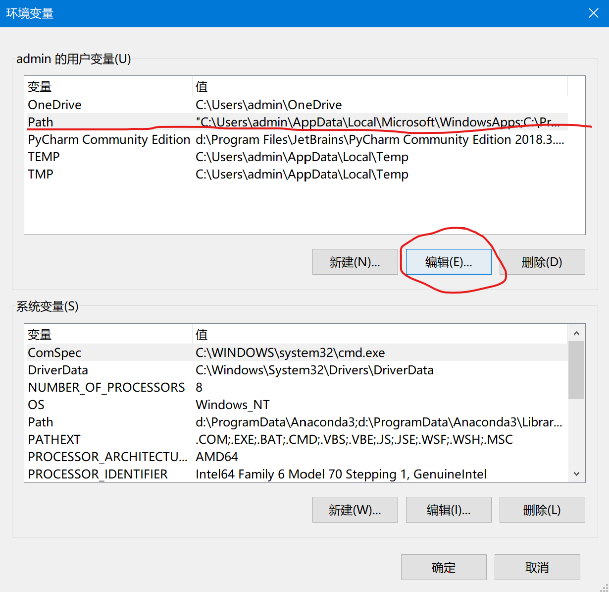 环境变量
admin 的用户变量(U)
变量 值
OneDrive C:\Users\admin\OneDrive
Path "C:\Users\admin\AppData\Local\Microsoft\WindowsApps;C:\Pr...
PyCharm Community Edition d:\Program Files\JetBrains\PyCharm Community Edition 2018.3....
TEMP C:\Users\admin\AppData\Local\Temp
TMP C:\Users\admin\AppData\Local\Temp
新建(N)... 编辑(E)... 删除(D)
系统变量(S)
变量 值
ComSpec C:\WINDOWS\system32\cmd.exe
DriverData C:\Windows\System32\Drivers\DriverData
NUMBER_OF_PROCESSORS 8
OS Windows_NT
Path d:\ProgramData\Anaconda3;d:\ProgramData\Anaconda3\Librar...
PATHEXT .COM;.EXE;.BAT;.CMD;.VBS;.VBE;.JS;.JSE;.WSF;.WSH;.MSC
PROCESSOR_ARCHITECTU... AMD64
PROCESSOR_IDENTIFIER Intel64 Family 6 Model 70 Stepping 1, GenuineIntel
新建(W)... 编辑(I)... 删除(L)
确定 取消